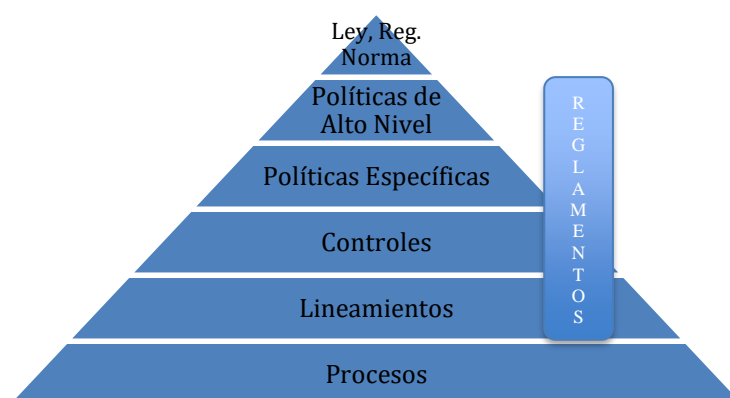 Ley, Reg.
Norma
Políticas de
Alto Nivel
Políticas Específicas
Controles
Lineamientos
Procesos
R
E
G
L
A
M
E
N
T
O
S